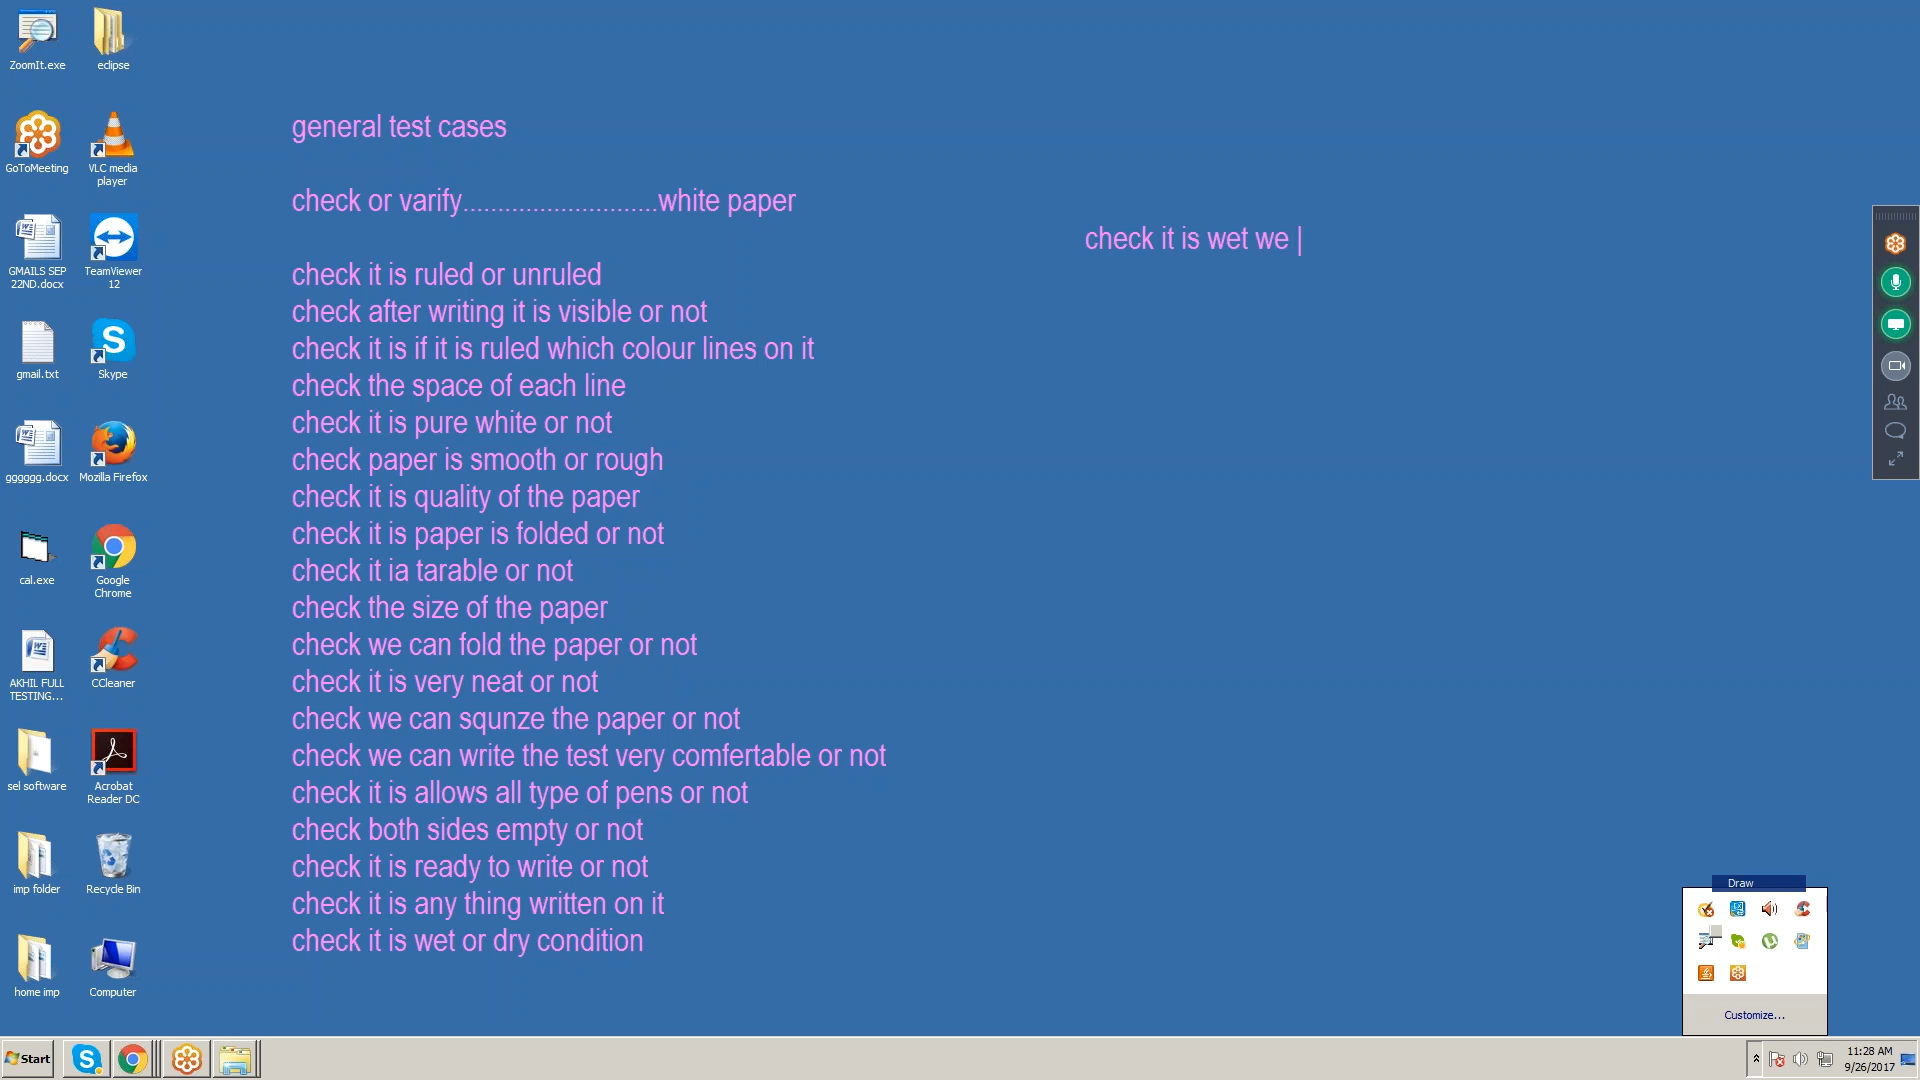 ZoomIt.exe
eclipse
GoToMeeting
VLC media
player
GMAILS SEP
22ND.docx
TeamViewer
12
gmail.txt
Skype
gggggg.docx
Mozilla Firefox
cal.exe
Google
Chrome
AKHIL FULL
TESTING...
CCleaner
sel software
Acrobat
Reader DC
imp folder
Recycle Bin
home imp
Computer
general test cases
check or varify............................white paper
check it is wet we |
check it is ruled or unruled
check after writing it is visible or not
check it is if it is ruled which colour lines on it
check the space of each line
check it is pure white or not
check paper is smooth or rough
check it is quality of the paper
check it is paper is folded or not
check it ia tarable or not
check the size of the paper
check we can fold the paper or not
check it is very neat or not
check we can squnze the paper or not
check we can write the test very comfertable or not
check it is allows all type of pens or not
check both sides empty or not
check it is ready to write or not
check it is any thing written on it
check it is wet or dry condition
Draw
Customize...
Start
11:28 AM
9/26/2017